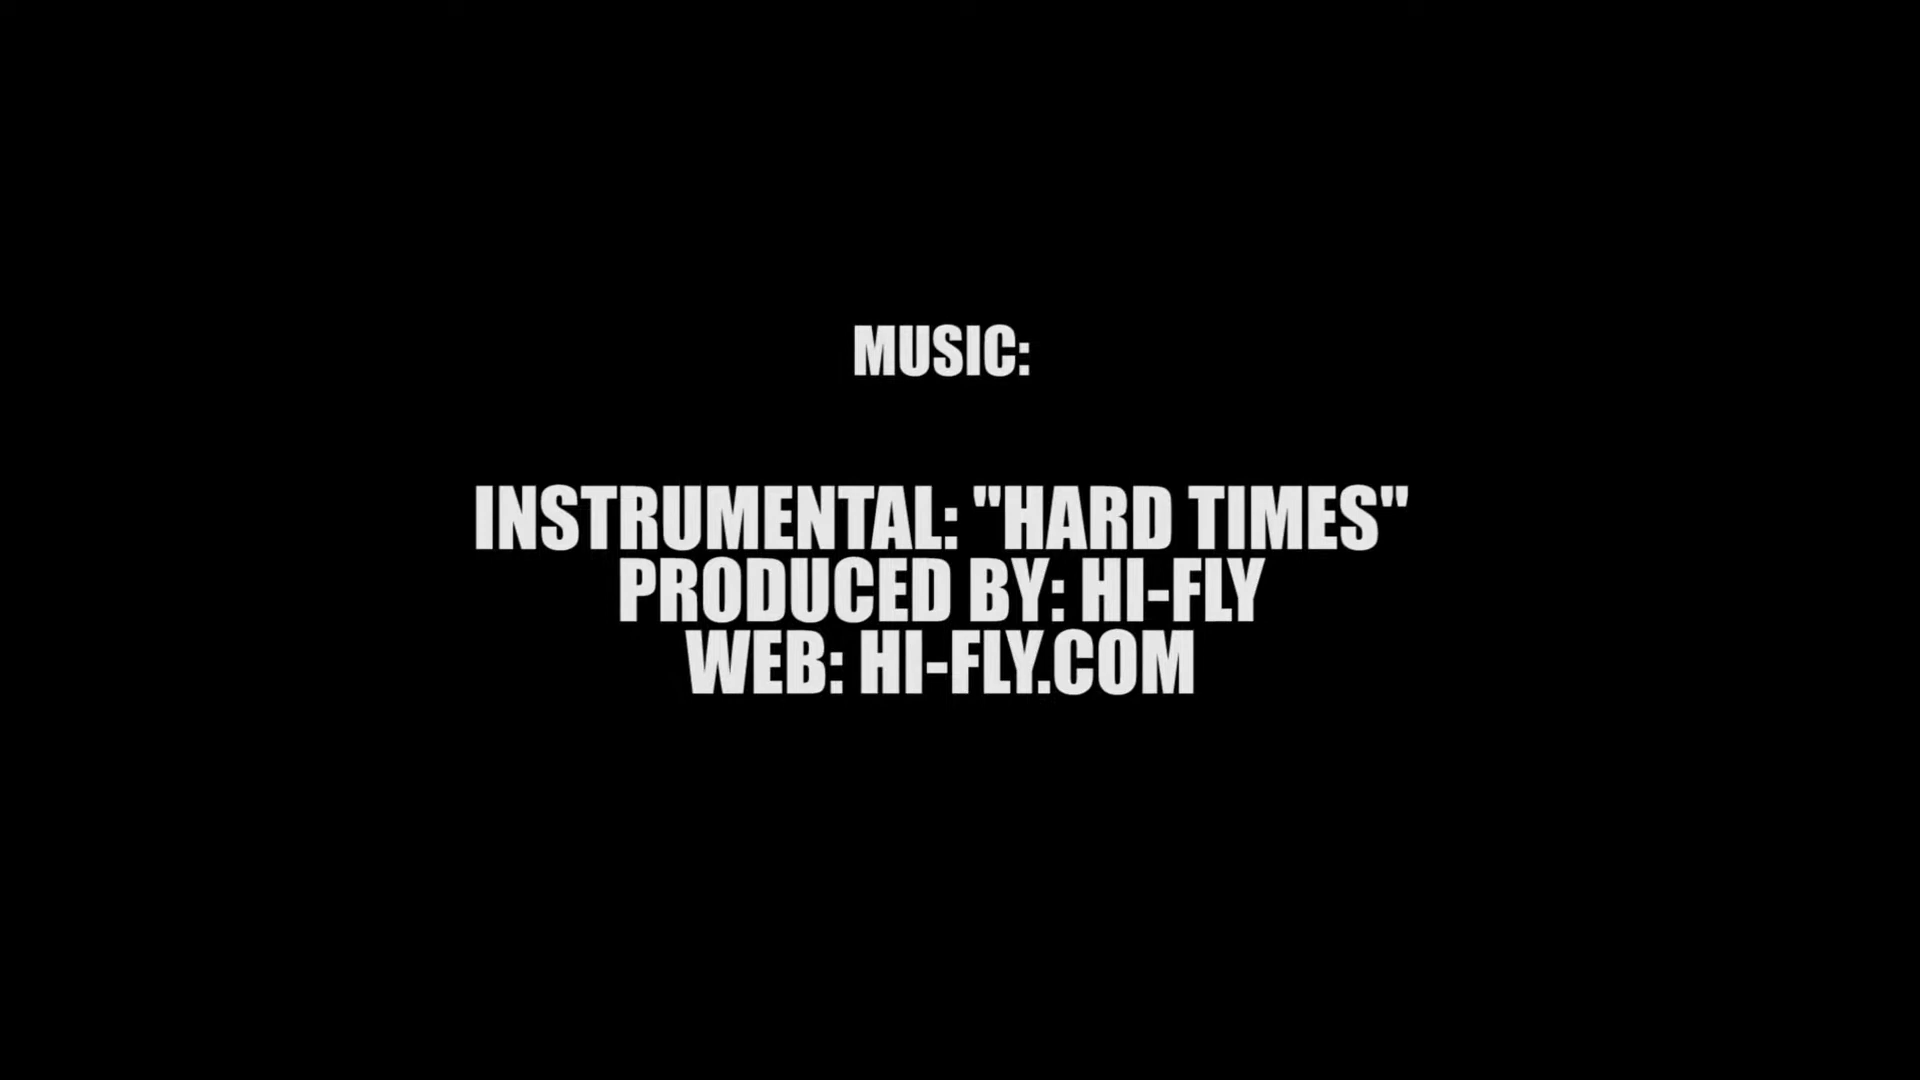 MUSIC:
INSTRUMENTAL: "HARD TIMES"
PRODUCED BY: HI-FLY
WEB: HI-FLY.COM